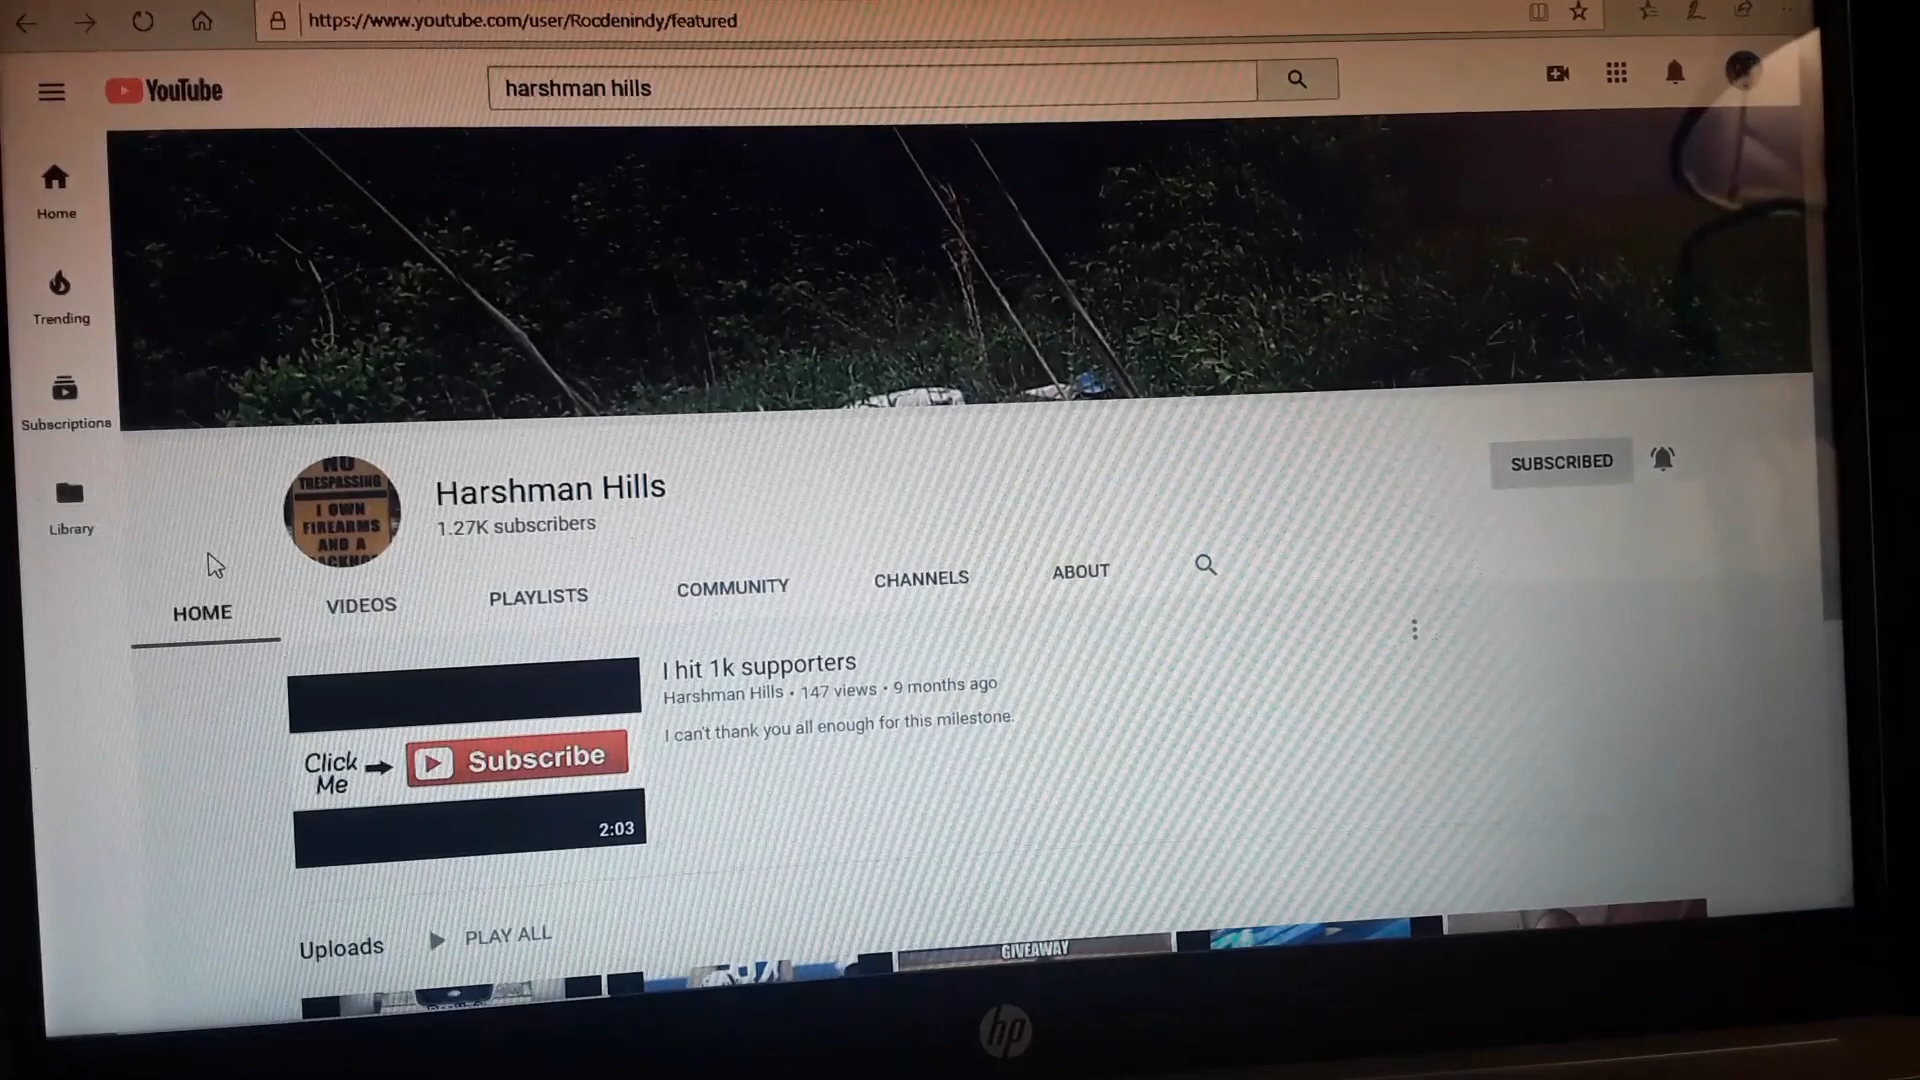 https://www.youtube.com/user/Rocdenindy/featured
YouTube
harshman hills
Home
Trending
Subscriptions
Library
NO
TRESPASSING
I OWN
FIREARMS
AND A
Harshman Hills
1.27K subscribers
SUBSCRIBED
HOME VIDEOS PLAYLISTS COMMUNITY CHANNELS ABOUT
Click
Me
Subscribe
2:03
I hit 1k supporters
Harshman Hills • 147 views • 9 months ago
I can't thank you all enough for this milestone.
Uploads PLAY ALL
GIVEAWAY
hp